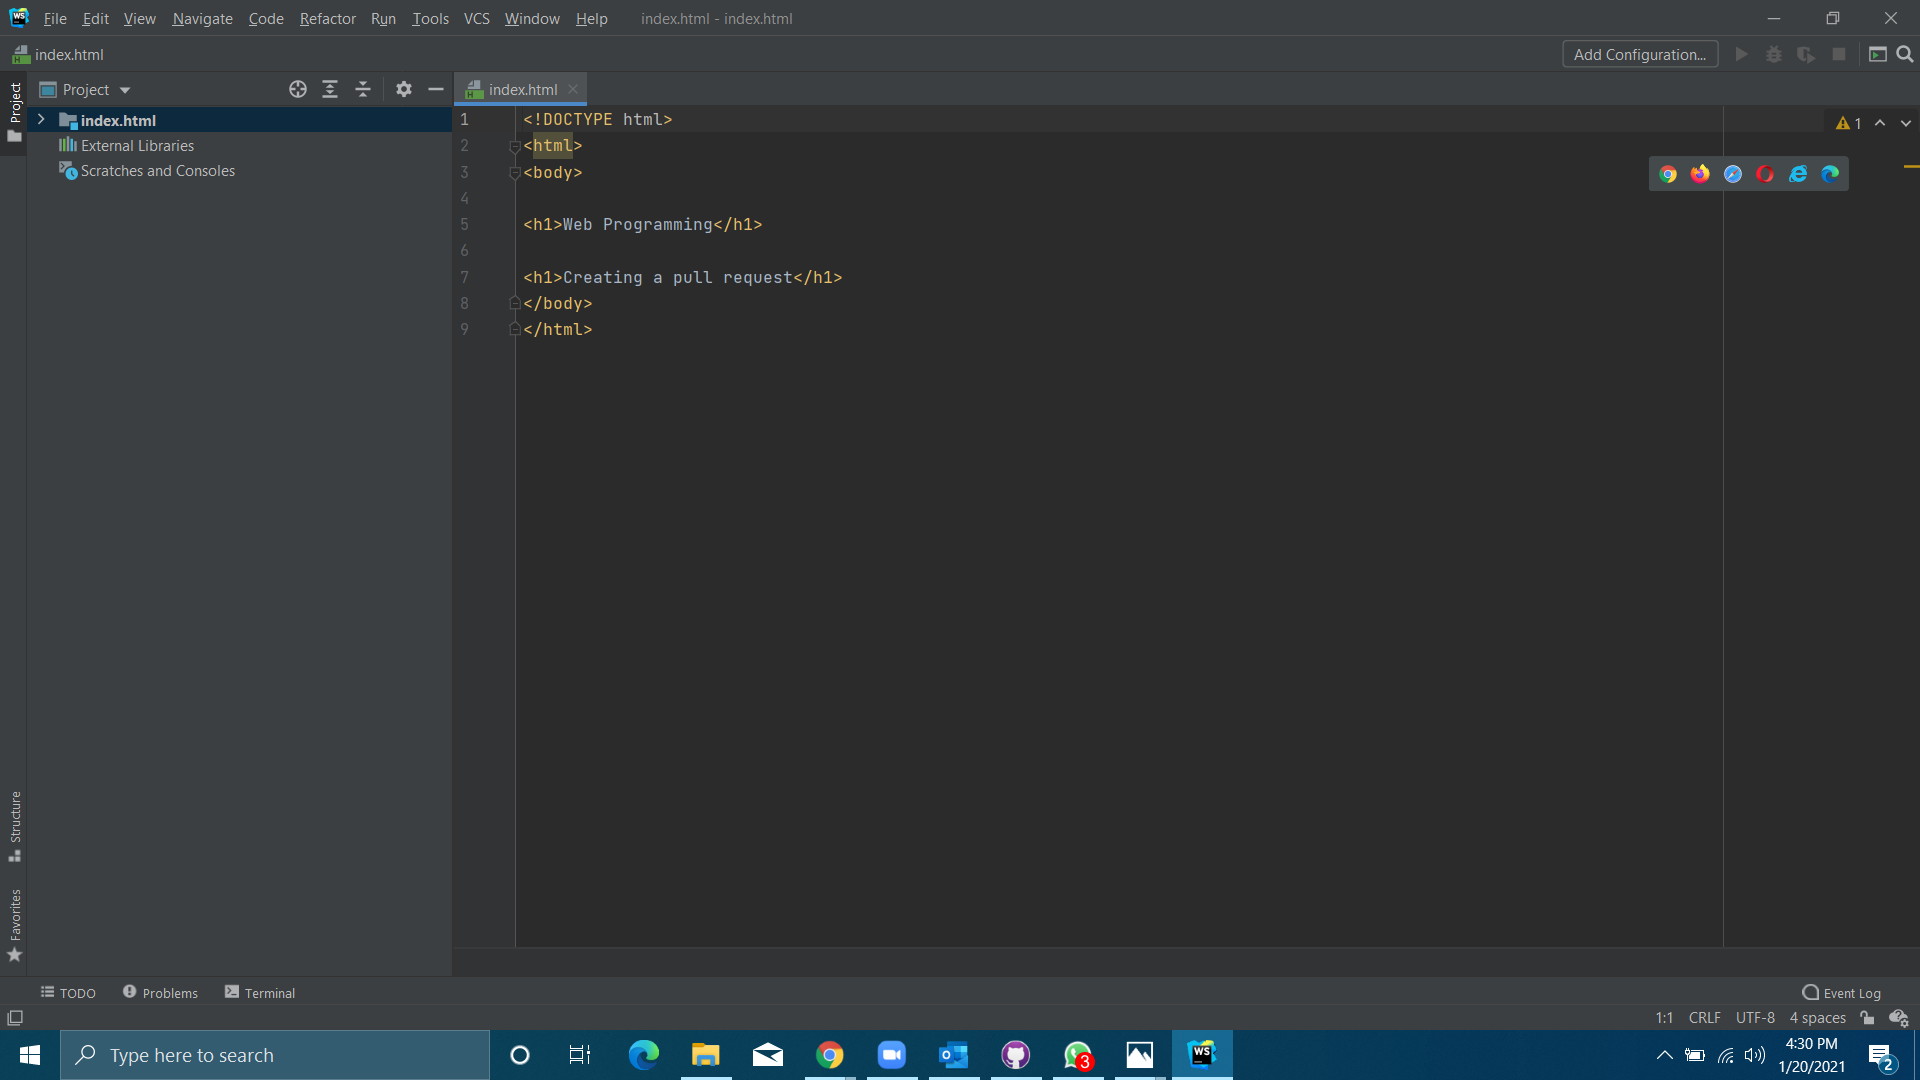 WS File Edit View Navigate Code Refactor Run Tools VCS Window Help index.html - index.html
index.html
Add Configuration...
Project
Project
index.html
index.html
External Libraries
Scratches and Consoles
1 <!DOCTYPE html>
2 <html>
3 <body>
4
5 <h1>Web Programming</h1>
6
7 <h1>Creating a pull request</h1>
8 </body>
9 </html>
1
Structure
Favorites
TODO Problems Terminal
Event Log
1:1 CRLF UTF-8 4 spaces
Type here to search
3
WS
4:30 PM
1/20/2021
2